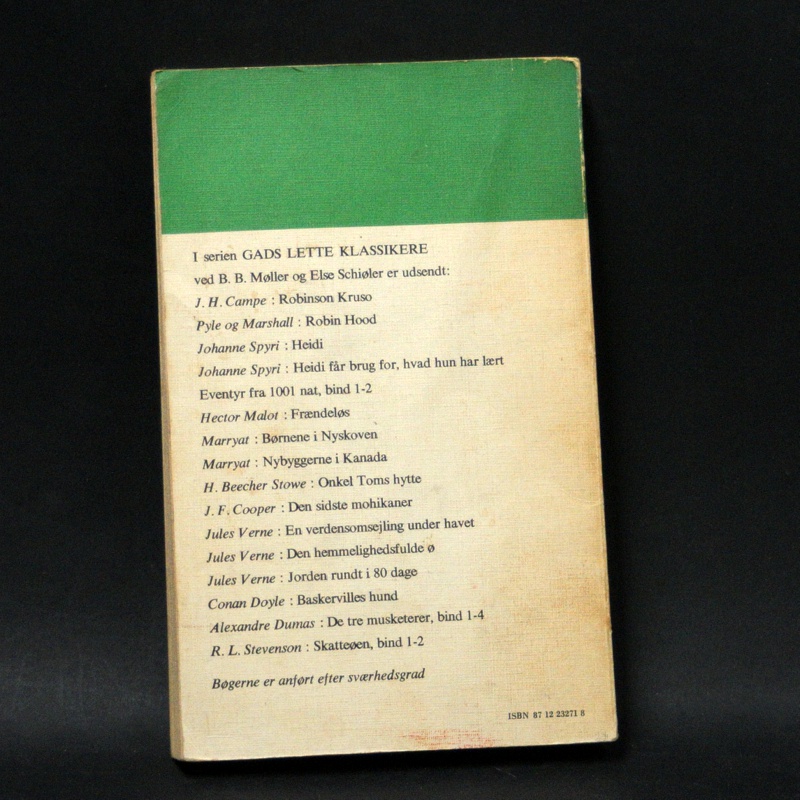 I serien GADS LETTE KLASSIKERE
ved B. B. Møller og Else Schiøler er udsendt:
J. H. Campe : Robinson Kruso
Pyle og Marshall : Robin Hood
Johanne Spyri : Heidi
Johanne Spyri : Heidi får brug for, hvad hun har lært
Eventyr fra 1001 nat, bind 1-2
Hector Malot : Frændeløs
Marryat : Børnene i Nyskoven
Marryat : Nybyggerne i Kanada
H. Beecher Stowe : Onkel Toms hytte
J. F. Cooper : Den sidste mohikaner
Jules Verne : En verdensomsejling under havet
Jules Verne : Den hemmelighedsfulde ø
Jules Verne : Jorden rundt i 80 dage
Conan Doyle : Baskervilles hund
Alexandre Dumas : De tre musketerer, bind 1-4
R. L. Stevenson : Skatteøen, bind 1-2
Bøgerne er anført efter sværhedsgrad
ISBN 87 12 23271 8